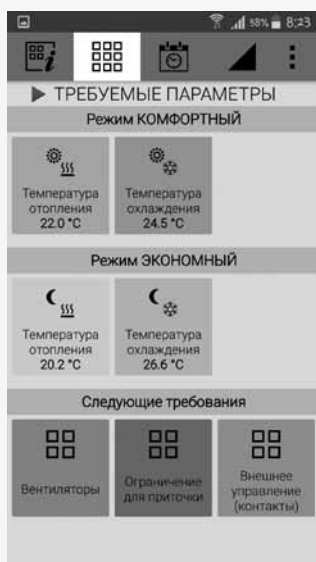 58% 8:23
ТРЕБУЕМЫЕ ПАРАМЕТРЫ
Режим КОМФОРТНЫЙ
Температура
отопления
22.0 °C
Температура
охлаждения
24.5 °C
Режим ЭКОНОМНЫЙ
Температура
отопления
20.2 °C
Температура
охлаждения
26.6 °C
Следующие требования
Вентиляторы
Ограничение
для приточки
Внешнее
управление
(контакты)